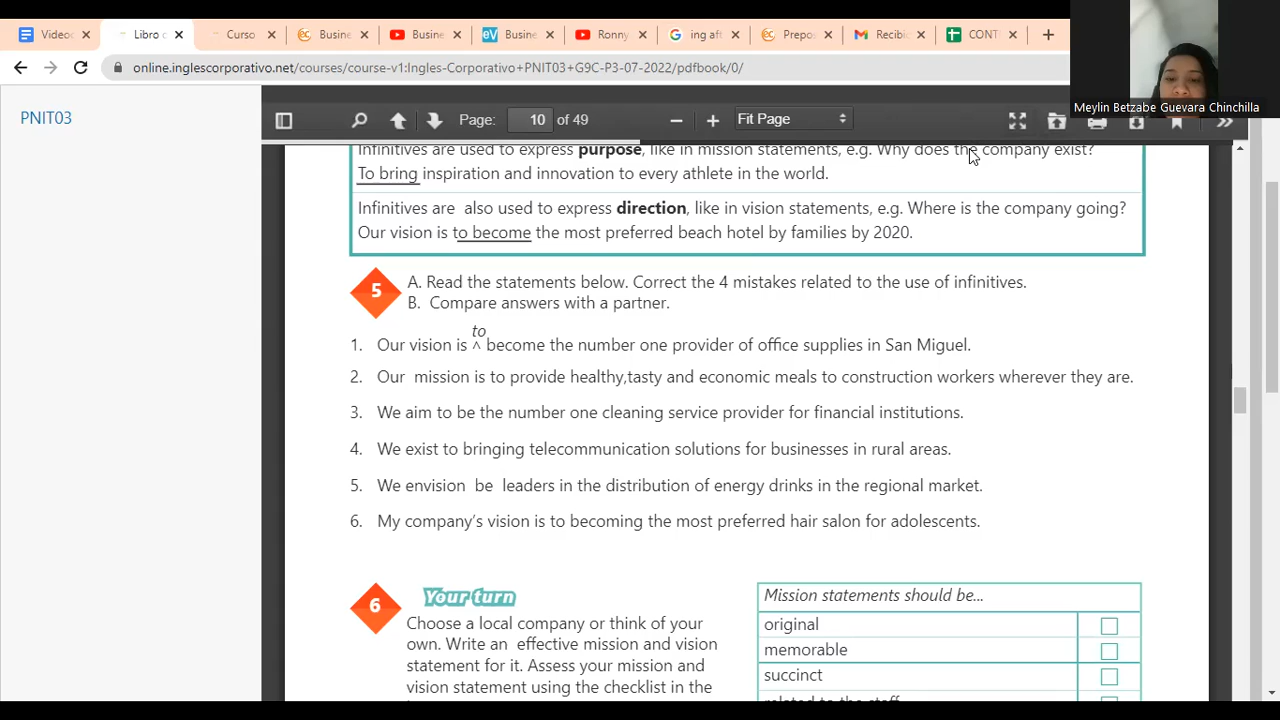 Video
Libro
Curso
Busine
Busine
Busine
Ronny
ing aft
Prepos
Recibi
CONT
online.inglescorporativo.net/courses/course-v1:Ingles-Corporativo+PNIT03+G9C-P3-07-2022/pdfbook/0/
Meylin Betzabe Guevara Chinchilla
PNIT03
Page: 10 of 49
Fit Page
Infinitives are used to express purpose, like in mission statements, e.g. Why does the company exist?
To bring inspiration and innovation to every athlete in the world.
Infinitives are also used to express direction, like in vision statements, e.g. Where is the company going?
Our vision is to become the most preferred beach hotel by families by 2020.
5
A. Read the statements below. Correct the 4 mistakes related to the use of infinitives.
B. Compare answers with a partner.
to
1. Our vision is ^ become the number one provider of office supplies in San Miguel.
2. Our mission is to provide healthy,tasty and economic meals to construction workers wherever they are.
3. We aim to be the number one cleaning service provider for financial institutions.
4. We exist to bringing telecommunication solutions for businesses in rural areas.
5. We envision be leaders in the distribution of energy drinks in the regional market.
6. My company's vision is to becoming the most preferred hair salon for adolescents.
6
Your turn
Choose a local company or think of your
own. Write an effective mission and vision
statement for it. Assess your mission and
vision statement using the checklist in the
Mission statements should be...
original
memorable
succinct
related to the staff